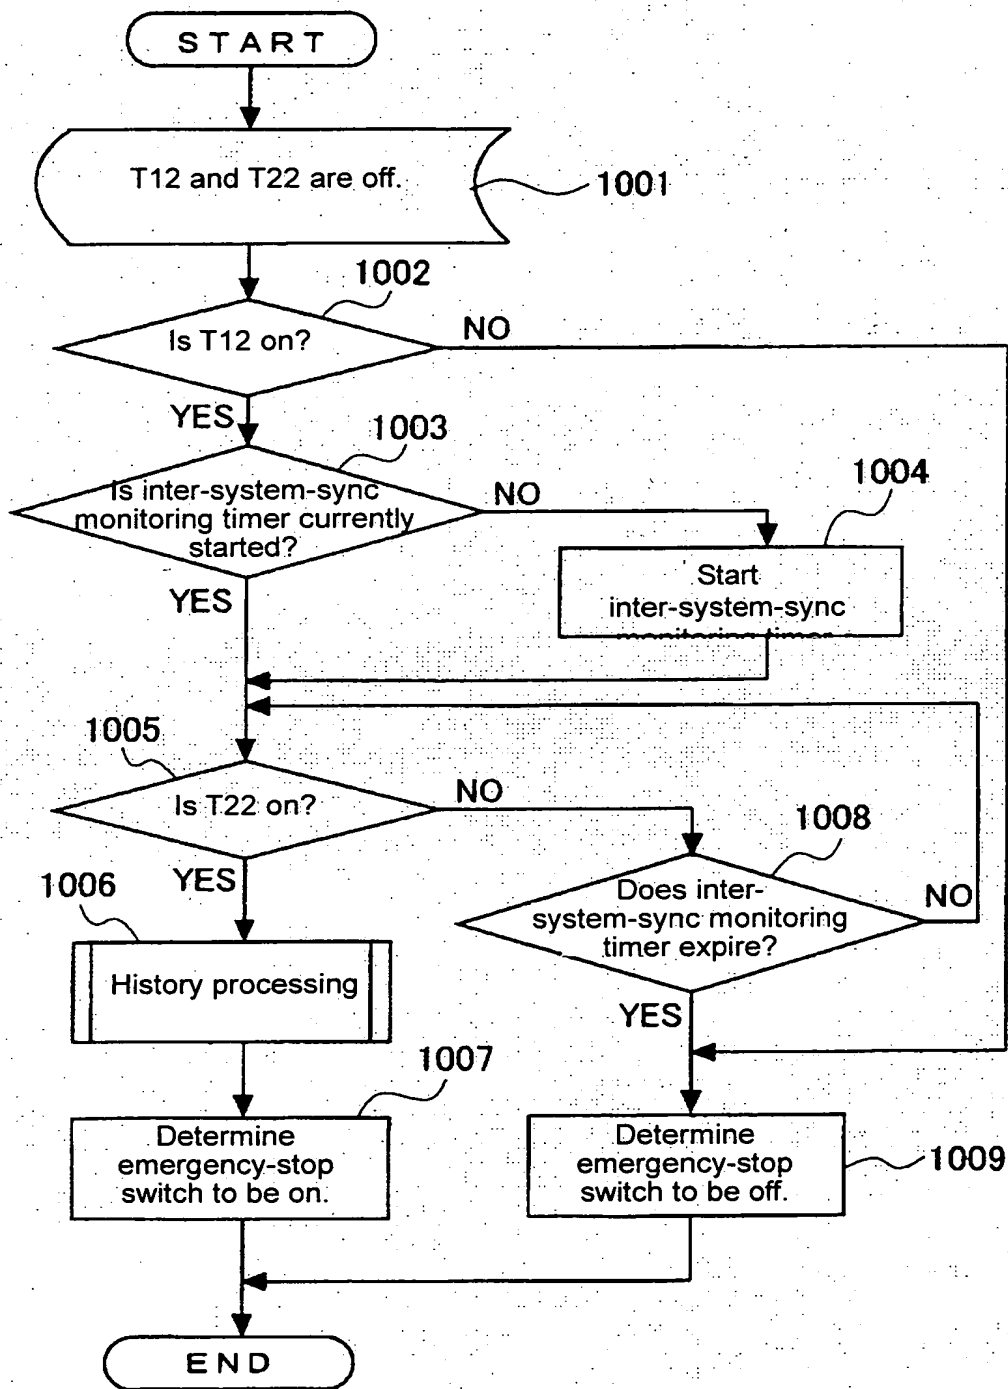 START
T12 and T22 are off.
1001
1002
Is T12 on?
NO
YES
1003
Is inter-system-sync
monitoring timer currently
started?
NO
1004
YES
Start
inter-system-sync
monitoring timer
1005
Is T22 on?
NO
1008
YES
1006
Does inter-
system-sync monitoring
timer expire?
NO
History processing
YES
1007
Determine
emergency-stop
switch to be on.
Determine
emergency-stop
switch to be off.
1009
END